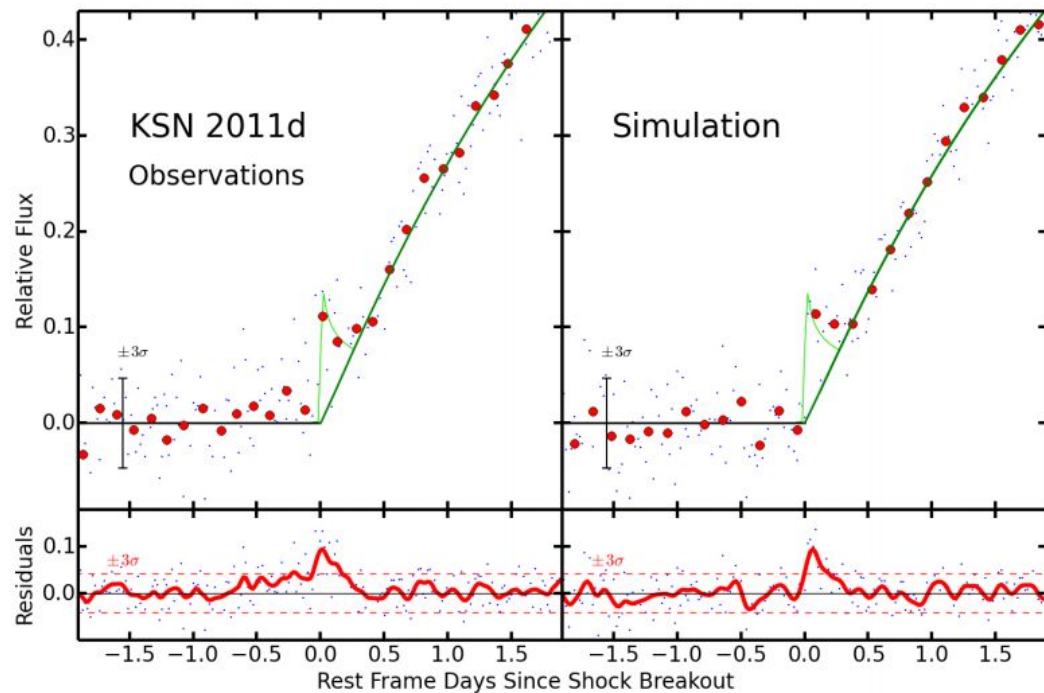 0.4
0.3
0.2
0.1
0.0
Relative Flux
KSN 2011d
Observations
±3σ
Simulation
±3σ
0.1
0.0
Residuals
±3σ
±3σ
−1.5 −1.0 −0.5 0.0 0.5 1.0 1.5 −1.5 −1.0 −0.5 0.0 0.5 1.0 1.5
Rest Frame Days Since Shock Breakout